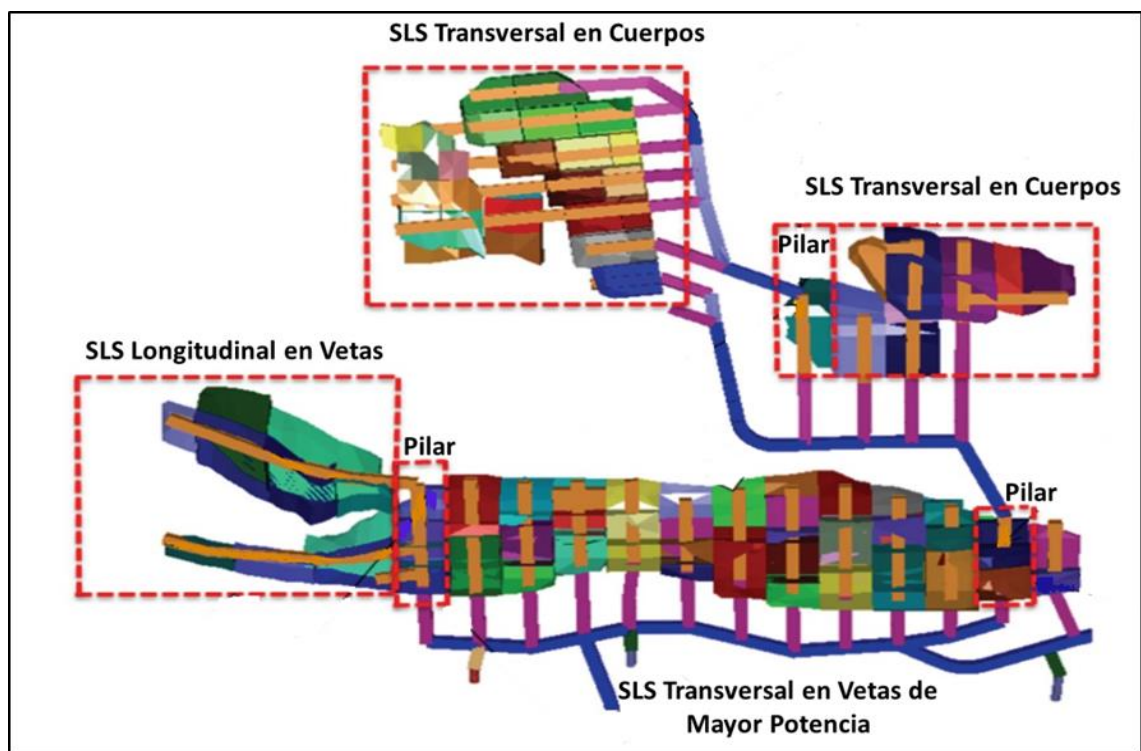 SLS Transversal en Cuerpos
SLS Transversal en Cuerpos
Pilar
SLS Longitudinal en Vetas
Pilar
Pilar
SLS Transversal en Vetas de
Mayor Potencia